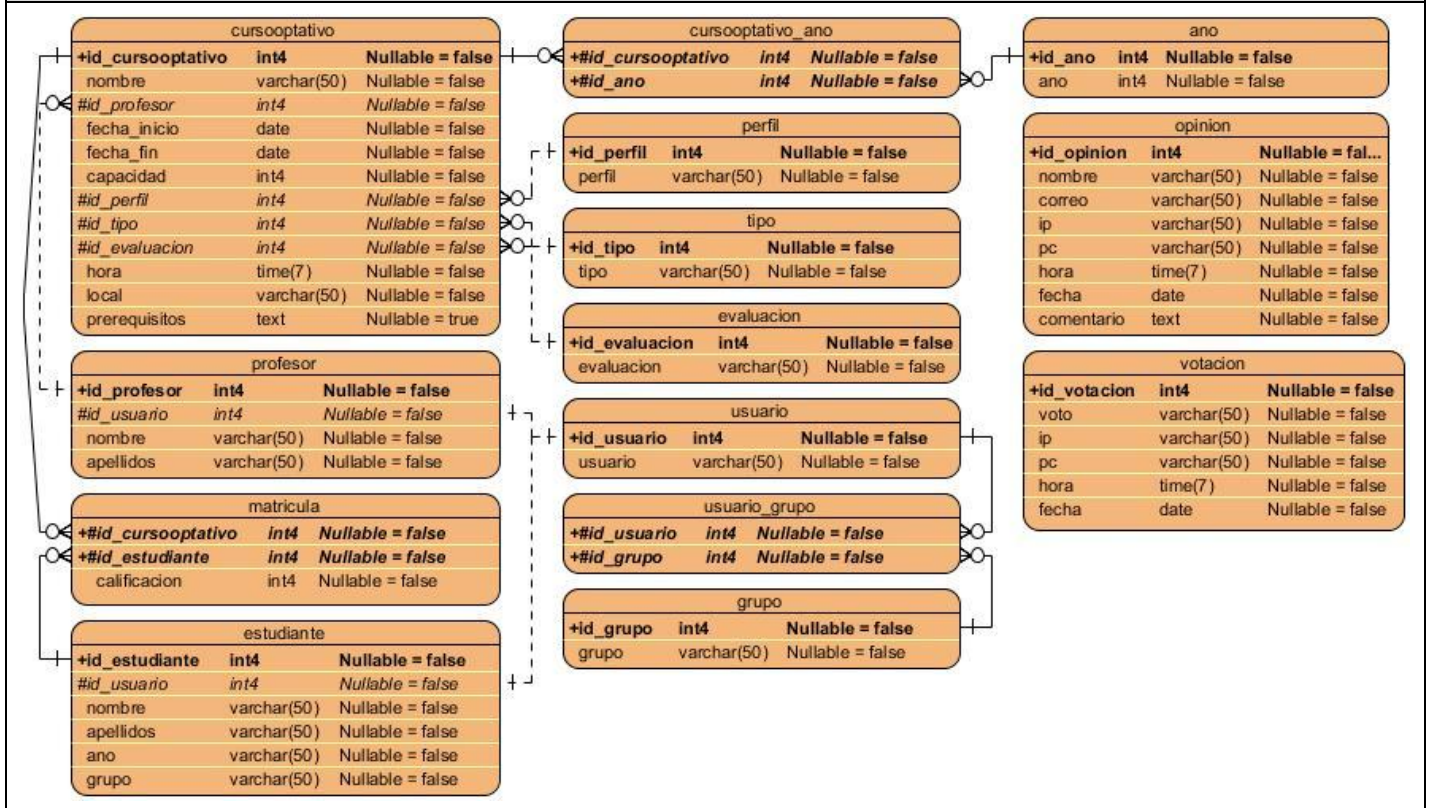 cursooptativo
+id_cursooptativo int4 Nullable = false
nombre varchar(50) Nullable = false
#id_profesor int4 Nullable = false
fecha_inicio date Nullable = false
fecha_fin date Nullable = false
capacidad int4 Nullable = false
#id_perfil int4 Nullable = false
#id_tipo int4 Nullable = false
#id_evaluacion int4 Nullable = false
hora time(7) Nullable = false
local varchar(50) Nullable = false
prerequisitos text Nullable = true
profesor
+id_profesor int4 Nullable = false
#id_usuario int4 Nullable = false
nombre varchar(50) Nullable = false
apellidos varchar(50) Nullable = false
matricula
+#id_cursooptativo int4 Nullable = false
+#id_estudiante int4 Nullable = false
calificacion int4 Nullable = false
estudiante
+id_estudiante int4 Nullable = false
#id_usuario int4 Nullable = false
nombre varchar(50) Nullable = false
apellidos varchar(50) Nullable = false
ano varchar(50) Nullable = false
grupo varchar(50) Nullable = false
cursooptativo_ano
+#id_cursooptativo int4 Nullable = false
+#id_ano int4 Nullable = false
perfil
+id_perfil int4 Nullable = false
perfil varchar(50) Nullable = false
tipo
+id_tipo int4 Nullable = false
tipo varchar(50) Nullable = false
evaluacion
+id_evaluacion int4 Nullable = false
evaluacion varchar(50) Nullable = false
usuario
+id_usuario int4 Nullable = false
usuario varchar(50) Nullable = false
usuario_grupo
+#id_usuario int4 Nullable = false
+#id_grupo int4 Nullable = false
grupo
+id_grupo int4 Nullable = false
grupo varchar(50) Nullable = false
ano
+id_ano int4 Nullable = false
ano int4 Nullable = false
opinion
+id_opinion int4 Nullable = fal...
nombre varchar(50) Nullable = false
correo varchar(50) Nullable = false
ip varchar(50) Nullable = false
pc varchar(50) Nullable = false
hora time(7) Nullable = false
fecha date Nullable = false
comentario text Nullable = false
votacion
+id_votacion int4 Nullable = false
voto varchar(50) Nullable = false
ip varchar(50) Nullable = false
pc varchar(50) Nullable = false
hora time(7) Nullable = false
fecha date Nullable = false